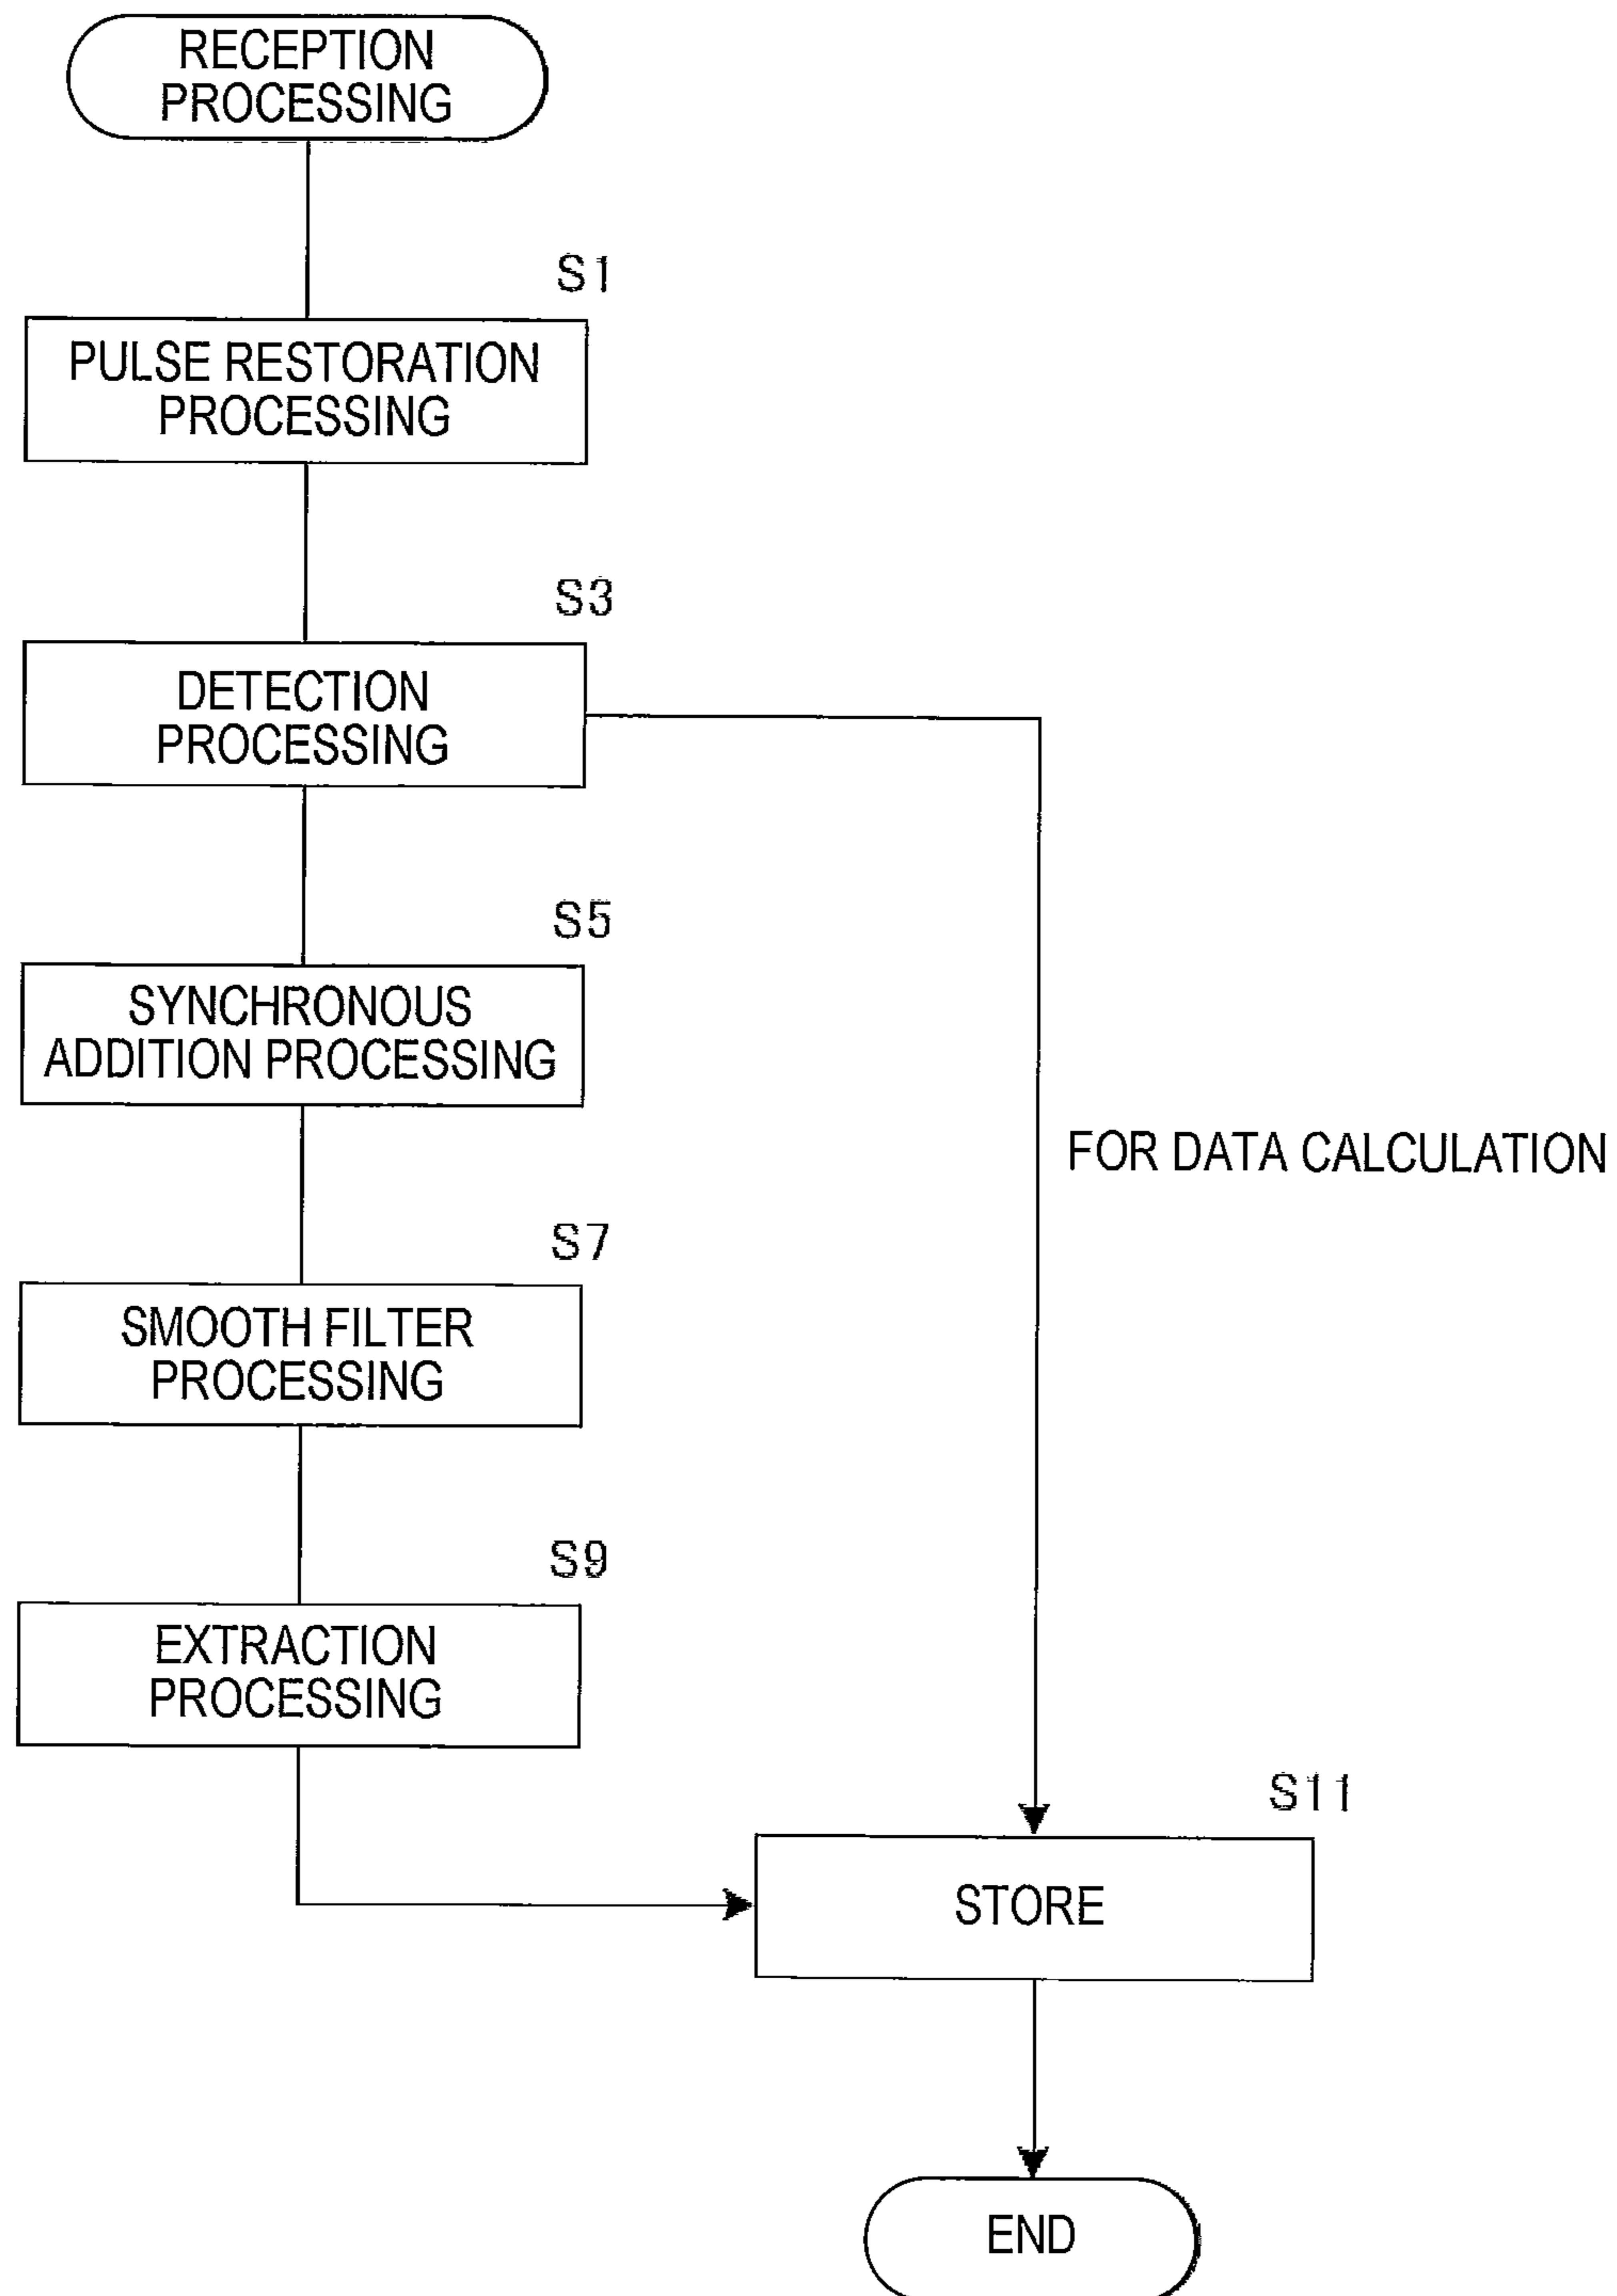 RECEPTION
PROCESSING
S1
PULSE RESTORATION
PROCESSING
S3
DETECTION
PROCESSING
S5
SYNCHRONOUS
ADDITION PROCESSING
FOR DATA CALCULATION
S7
SMOOTH FILTER
PROCESSING
S9
EXTRACTION
PROCESSING
S11
STORE
END